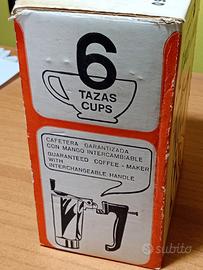 6
TAZAS
CUPS
CAFETERA GARANTIZADA
CON MANGO INTERCAMBIABLE
GUARANTEED COFFEE-MAKER
WITH
INTERCHANGEABLE HANDLE
subito